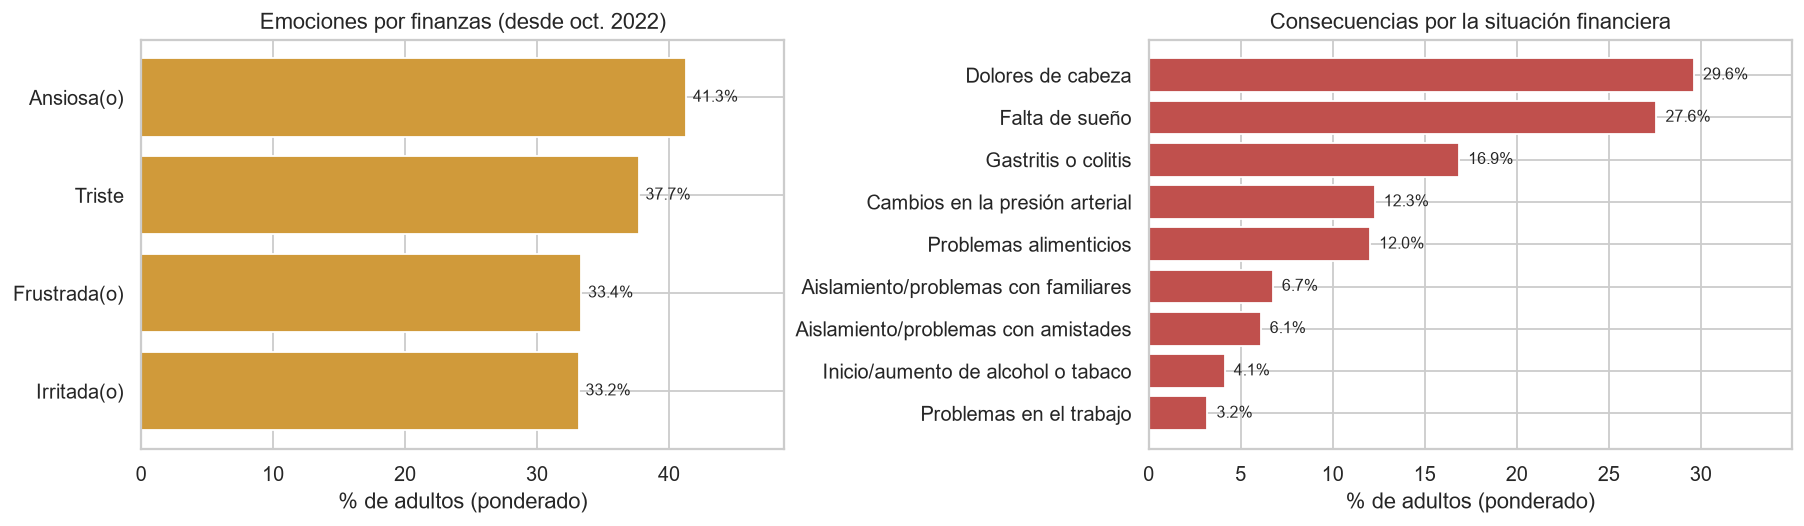 Emociones por finanzas (desde oct. 2022)
Ansiosa(o)
41.3%
Triste
37.7%
Frustrada(o)
33.4%
Irritada(o)
33.2%
0 10 20 30 40
% de adultos (ponderado)
Consecuencias por la situación financiera
Dolores de cabeza
29.6%
Falta de sueño
27.6%
Gastritis o colitis
16.9%
Cambios en la presión arterial
12.3%
Problemas alimenticios
12.0%
Aislamiento/problemas con familiares
6.7%
Aislamiento/problemas con amistades
6.1%
Inicio/aumento de alcohol o tabaco
4.1%
Problemas en el trabajo
3.2%
0 5 10 15 20 25 30
% de adultos (ponderado)